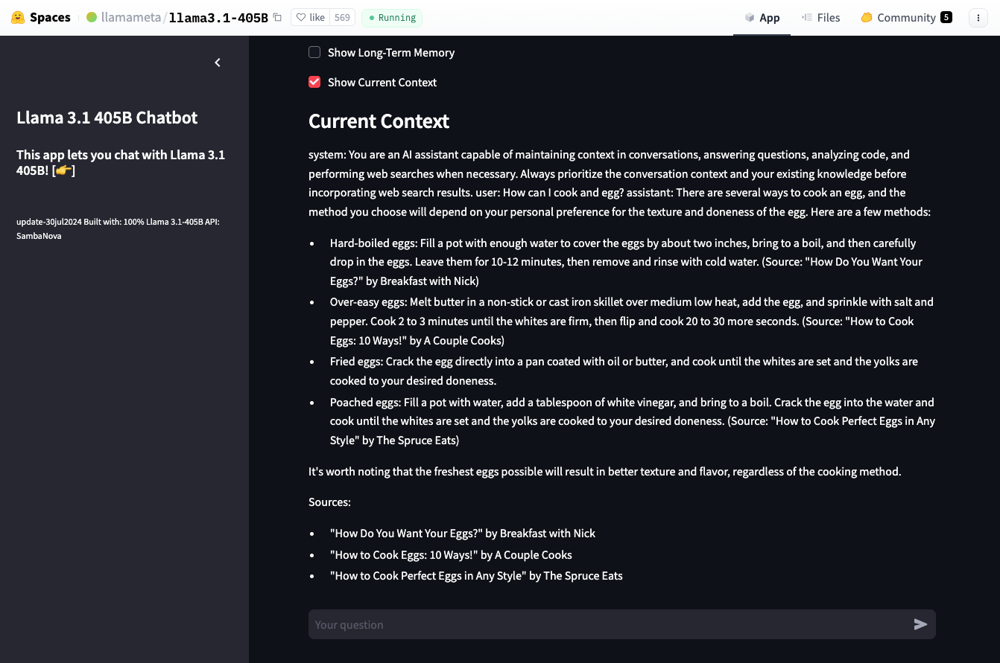 Spaces llamameta/llama3.1-405B like 569 Running App Files Community 5
Llama 3.1 405B Chatbot
This app lets you chat with Llama 3.1
405B! [👉]
update-30jul2024 Built with: 100% Llama 3.1-405B API:
SambaNova
Show Long-Term Memory
Show Current Context
Current Context
system: You are an AI assistant capable of maintaining context in conversations, answering questions, analyzing code, and
performing web searches when necessary. Always prioritize the conversation context and your existing knowledge before
incorporating web search results. user: How can I cook and egg? assistant: There are several ways to cook an egg, and the
method you choose will depend on your personal preference for the texture and doneness of the egg. Here are a few methods:
• Hard-boiled eggs: Fill a pot with enough water to cover the eggs by about two inches, bring to a boil, and then carefully
drop in the eggs. Leave them for 10-12 minutes, then remove and rinse with cold water. (Source: "How Do You Want Your
Eggs?" by Breakfast with Nick)
• Over-easy eggs: Melt butter in a non-stick or cast iron skillet over medium low heat, add the egg, and sprinkle with salt and
pepper. Cook 2 to 3 minutes until the whites are firm, then flip and cook 20 to 30 more seconds. (Source: "How to Cook
Eggs: 10 Ways!" by A Couple Cooks)
• Fried eggs: Crack the egg directly into a pan coated with oil or butter, and cook until the whites are set and the yolks are
cooked to your desired doneness.
• Poached eggs: Fill a pot with water, add a tablespoon of white vinegar, and bring to a boil. Crack the egg into the water and
cook until the whites are set and the yolks are cooked to your desired doneness. (Source: "How to Cook Perfect Eggs in Any
Style" by The Spruce Eats)
It's worth noting that the freshest eggs possible will result in better texture and flavor, regardless of the cooking method.
Sources:
• "How Do You Want Your Eggs?" by Breakfast with Nick
• "How to Cook Eggs: 10 Ways!" by A Couple Cooks
• "How to Cook Perfect Eggs in Any Style" by The Spruce Eats
Your question